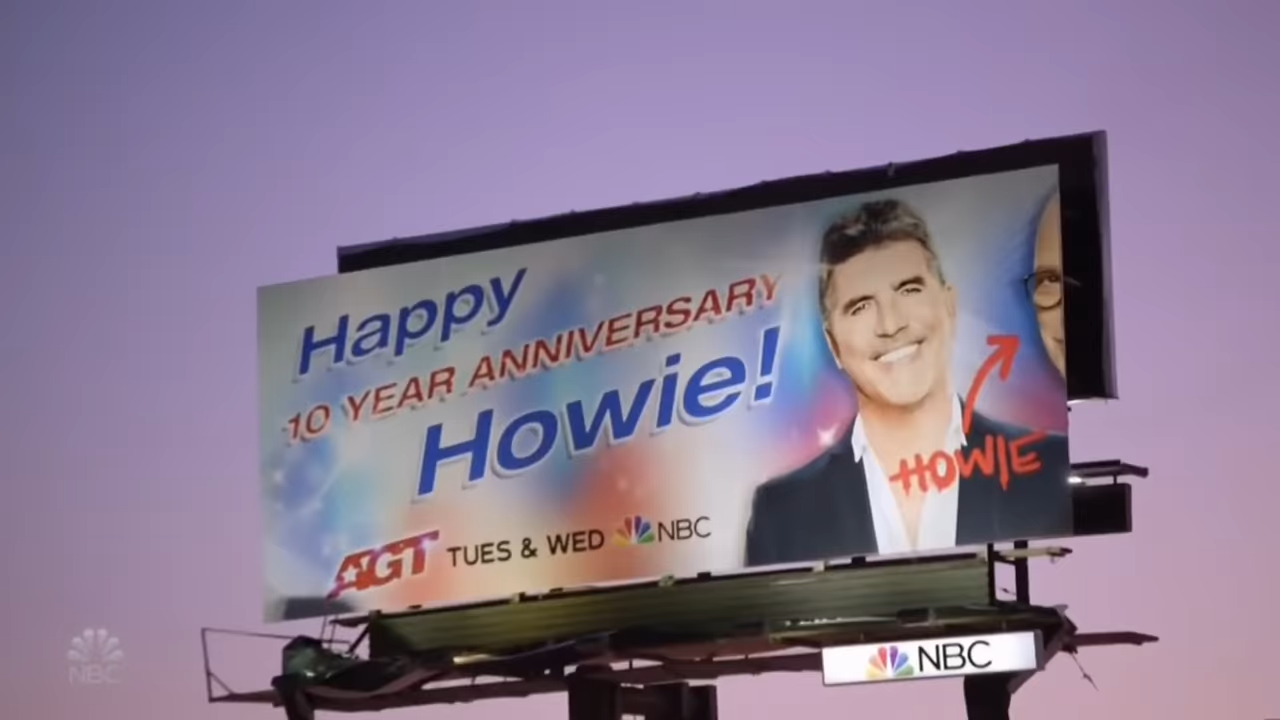 Happy
10 YEAR ANNIVERSARY
Howie!
HOWIE
AGT TUES & WED NBC
NBC
NBC